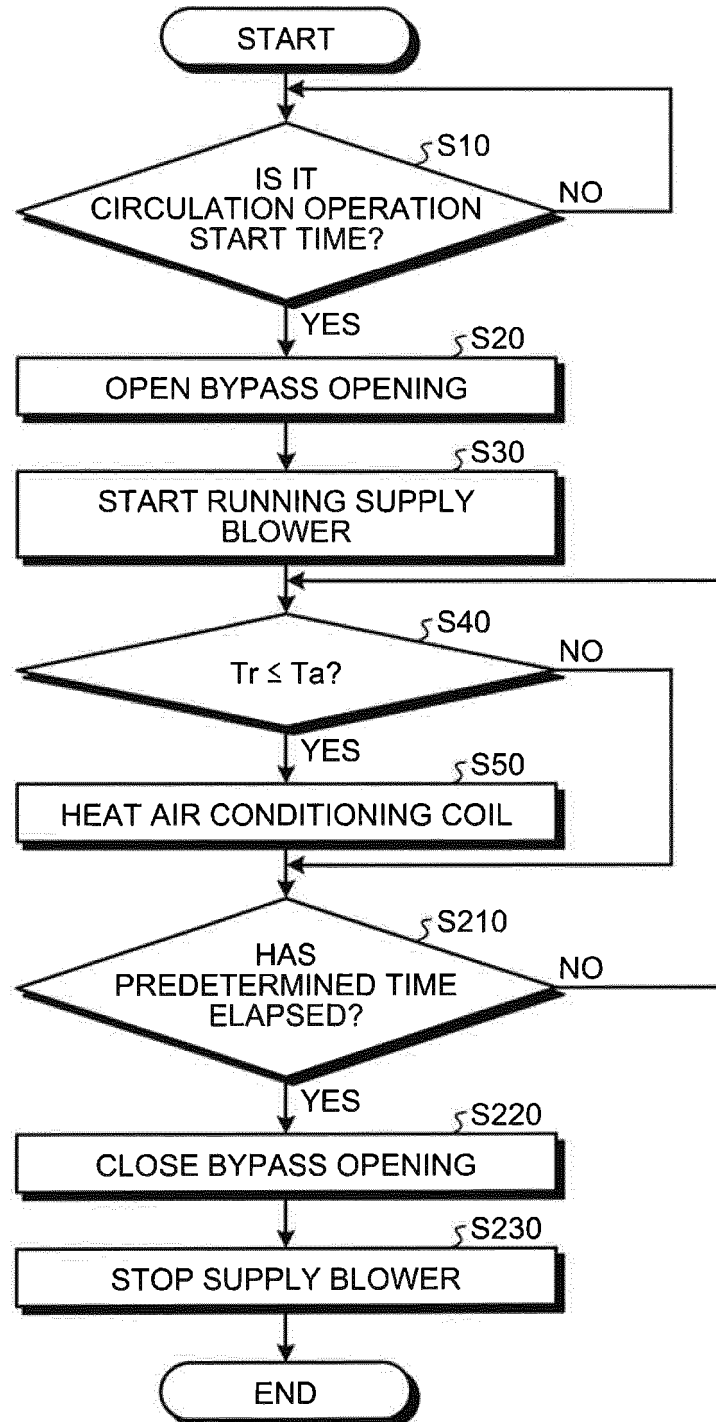 START
S10
IS IT
CIRCULATION OPERATION
START TIME?
NO
YES
S20
OPEN BYPASS OPENING
S30
START RUNNING SUPPLY
BLOWER
S40
Tr ≤ Ta?
NO
YES
S50
HEAT AIR CONDITIONING COIL
S210
HAS
PREDETERMINED TIME
ELAPSED?
NO
YES
S220
CLOSE BYPASS OPENING
S230
STOP SUPPLY BLOWER
END